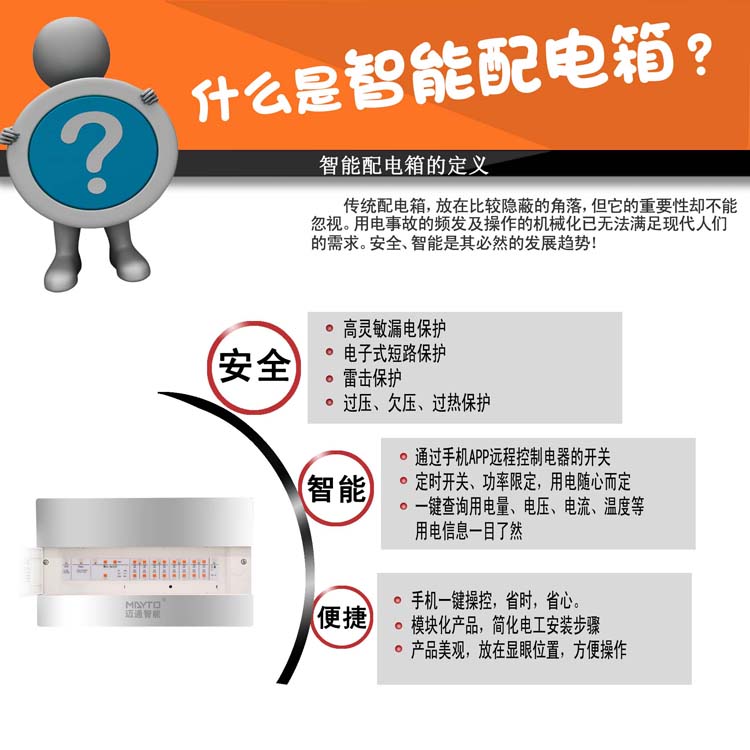 什么是智能配电箱?
?
智能配电箱的定义
传统配电箱,放在比较隐蔽的角落,但它的重要性却不能
忽视。用电事故的频发及操作的机械化已无法满足现代人们
的需求。安全、智能是其必然的发展趋势!
安全
高灵敏漏电保护
电子式短路保护
雷击保护
过压、欠压、过热保护
智能
通过手机APP远程控制电器的开关
定时开关、功率限定,用电随心而定
一键查询用电量、电压、电流、温度等
用电信息一日了然
便捷
手机一键操控,省时,省心。
模块化产品,简化电工安装步骤
产品美观,放在显眼位置,方便操作
MAYTO®
迈通智能